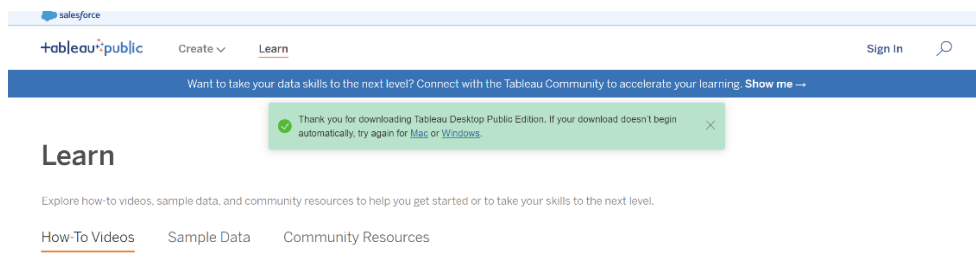 salesforce
+ableau public Create Learn Sign In
Want to take your data skills to the next level? Connect with the Tableau Community to accelerate your learning. Show me →
Thank you for downloading Tableau Desktop Public Edition. If your download doesn't begin
automatically, try again for Mac or Windows.
Learn
Explore how-to videos, sample data, and community resources to help you get started or to take your skills to the next level.
How-To Videos Sample Data Community Resources